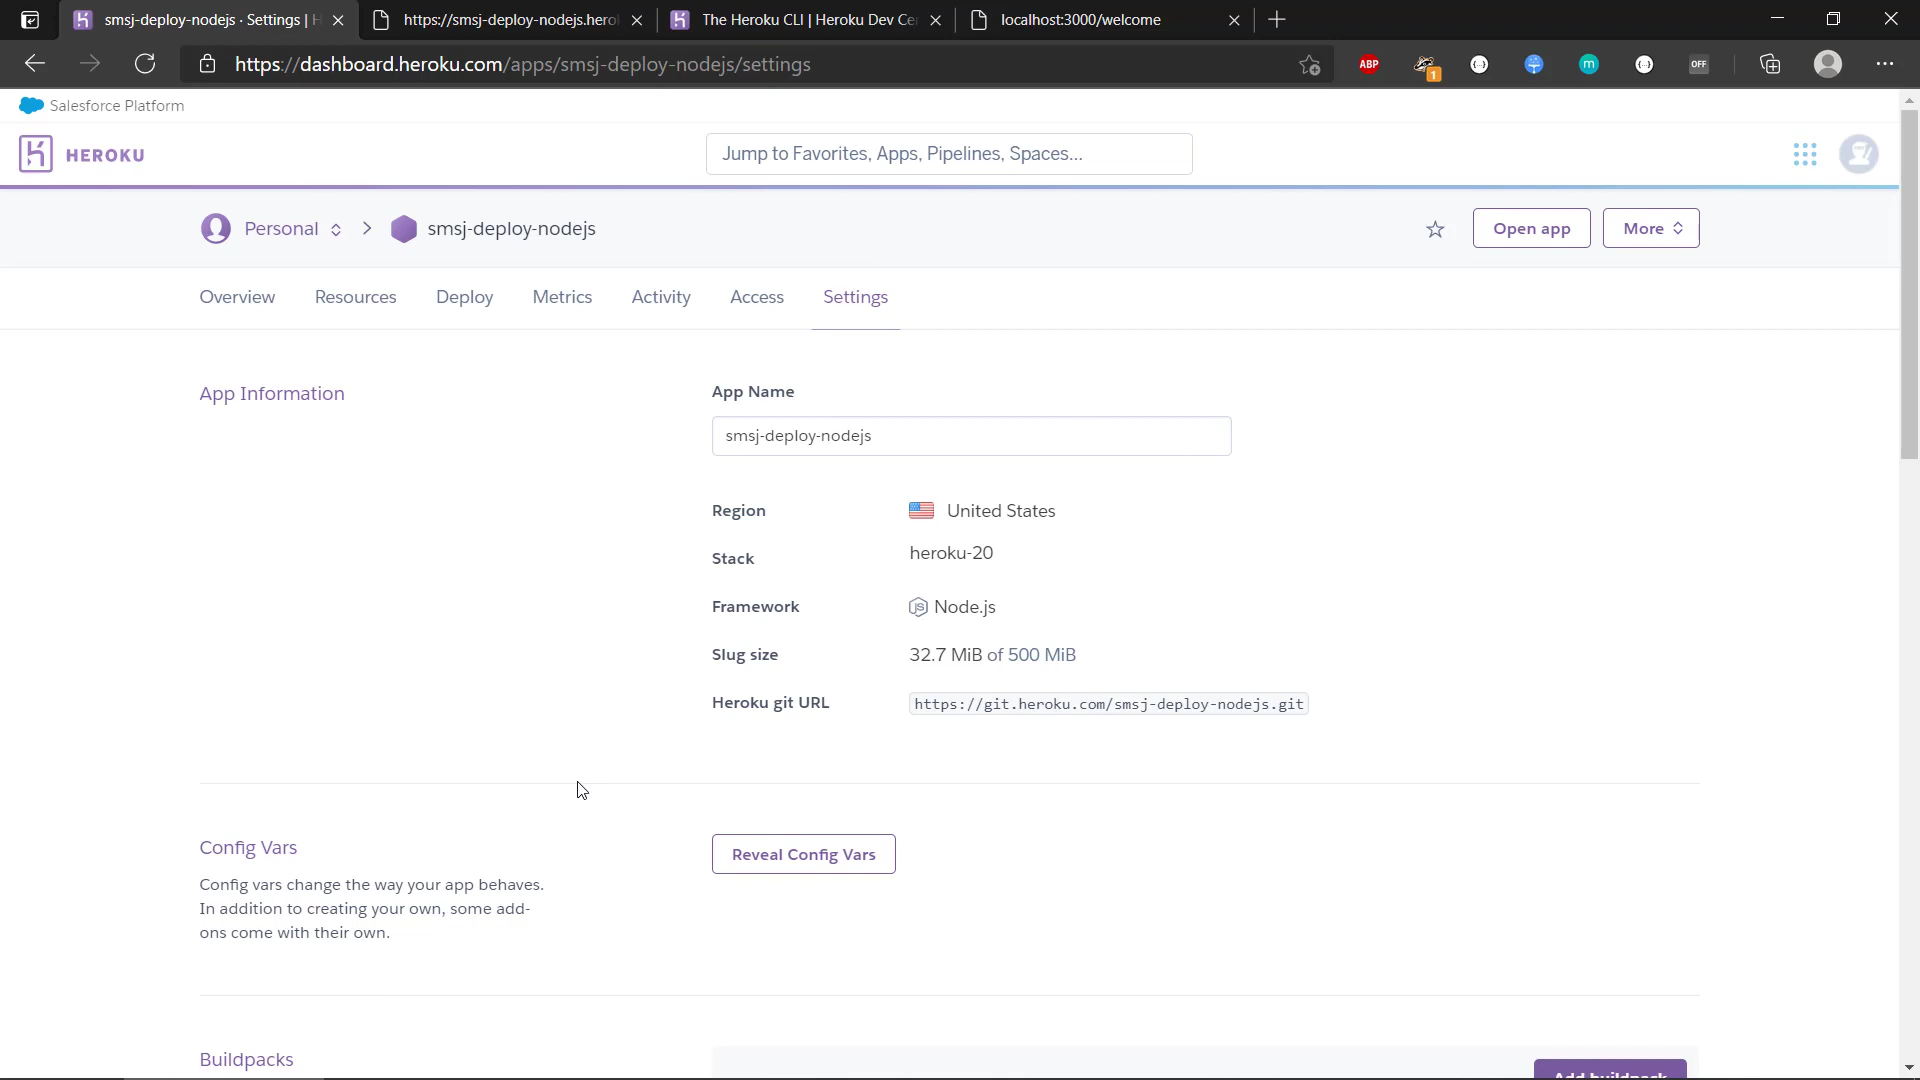 smsj-deploy-nodejs · Settings | H
https://smsj-deploy-nodejs.hero
The Heroku CLI | Heroku Dev Ce
localhost:3000/welcome
https://dashboard.heroku.com/apps/smsj-deploy-nodejs/settings
ABP
1
m
OFF
Salesforce Platform
HEROKU
Jump to Favorites, Apps, Pipelines, Spaces...
Personal
smsj-deploy-nodejs
Open app
More
Overview
Resources
Deploy
Metrics
Activity
Access
Settings
App Information
App Name
smsj-deploy-nodejs
Region
United States
Stack
heroku-20
Framework
JS Node.js
Slug size
32.7 MiB of 500 MiB
Heroku git URL
https://git.heroku.com/smsj-deploy-nodejs.git
Config Vars
Reveal Config Vars
Config vars change the way your app behaves.
In addition to creating your own, some add-
ons come with their own.
Buildpacks
Add buildpack